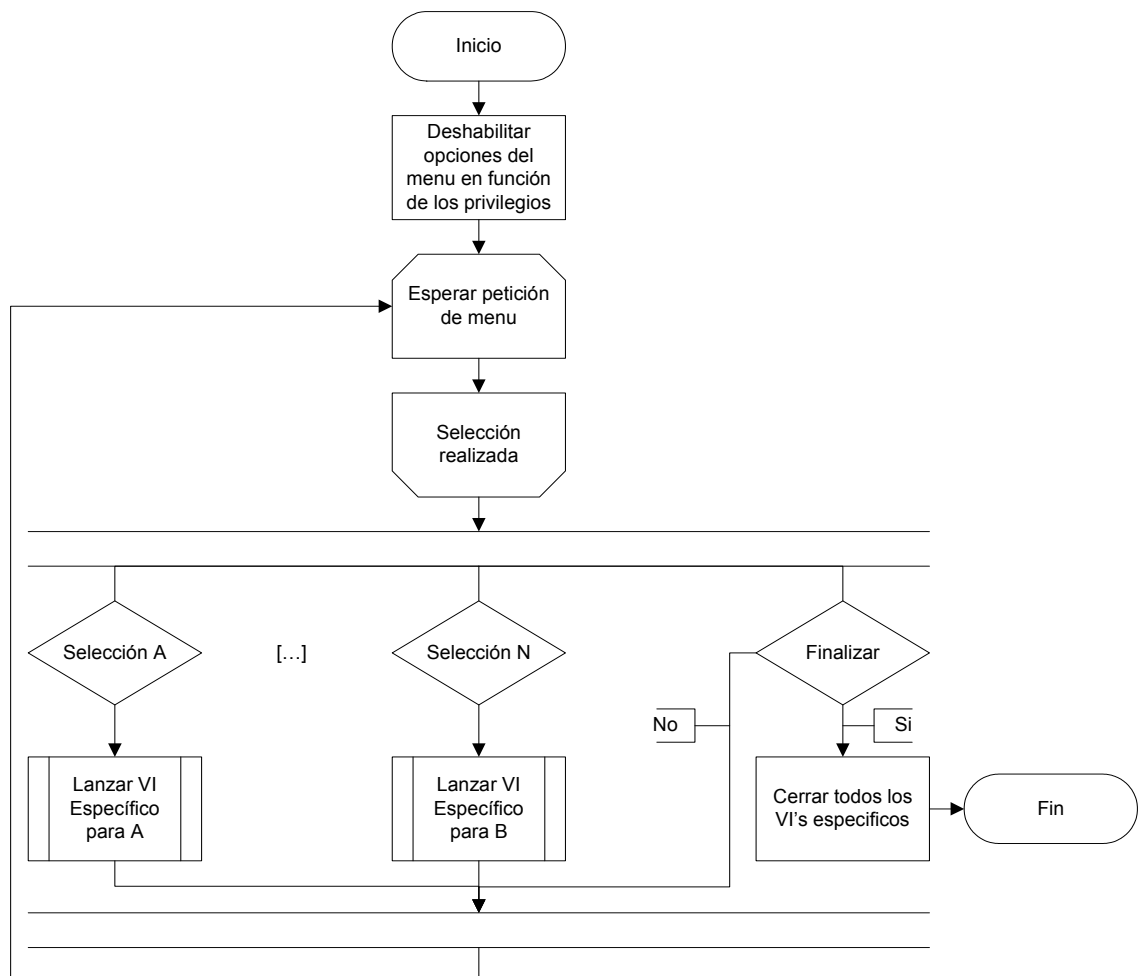 Inicio
Deshabilitar
opciones del
menu en función
de los privilegios
Esperar petición
de menu
Selección
realizada
Selección A
[...]
Selección N
Finalizar
No
Si
Lanzar VI
Específico
para A
Lanzar VI
Específico
para B
Cerrar todos los
VI's especificos
Fin